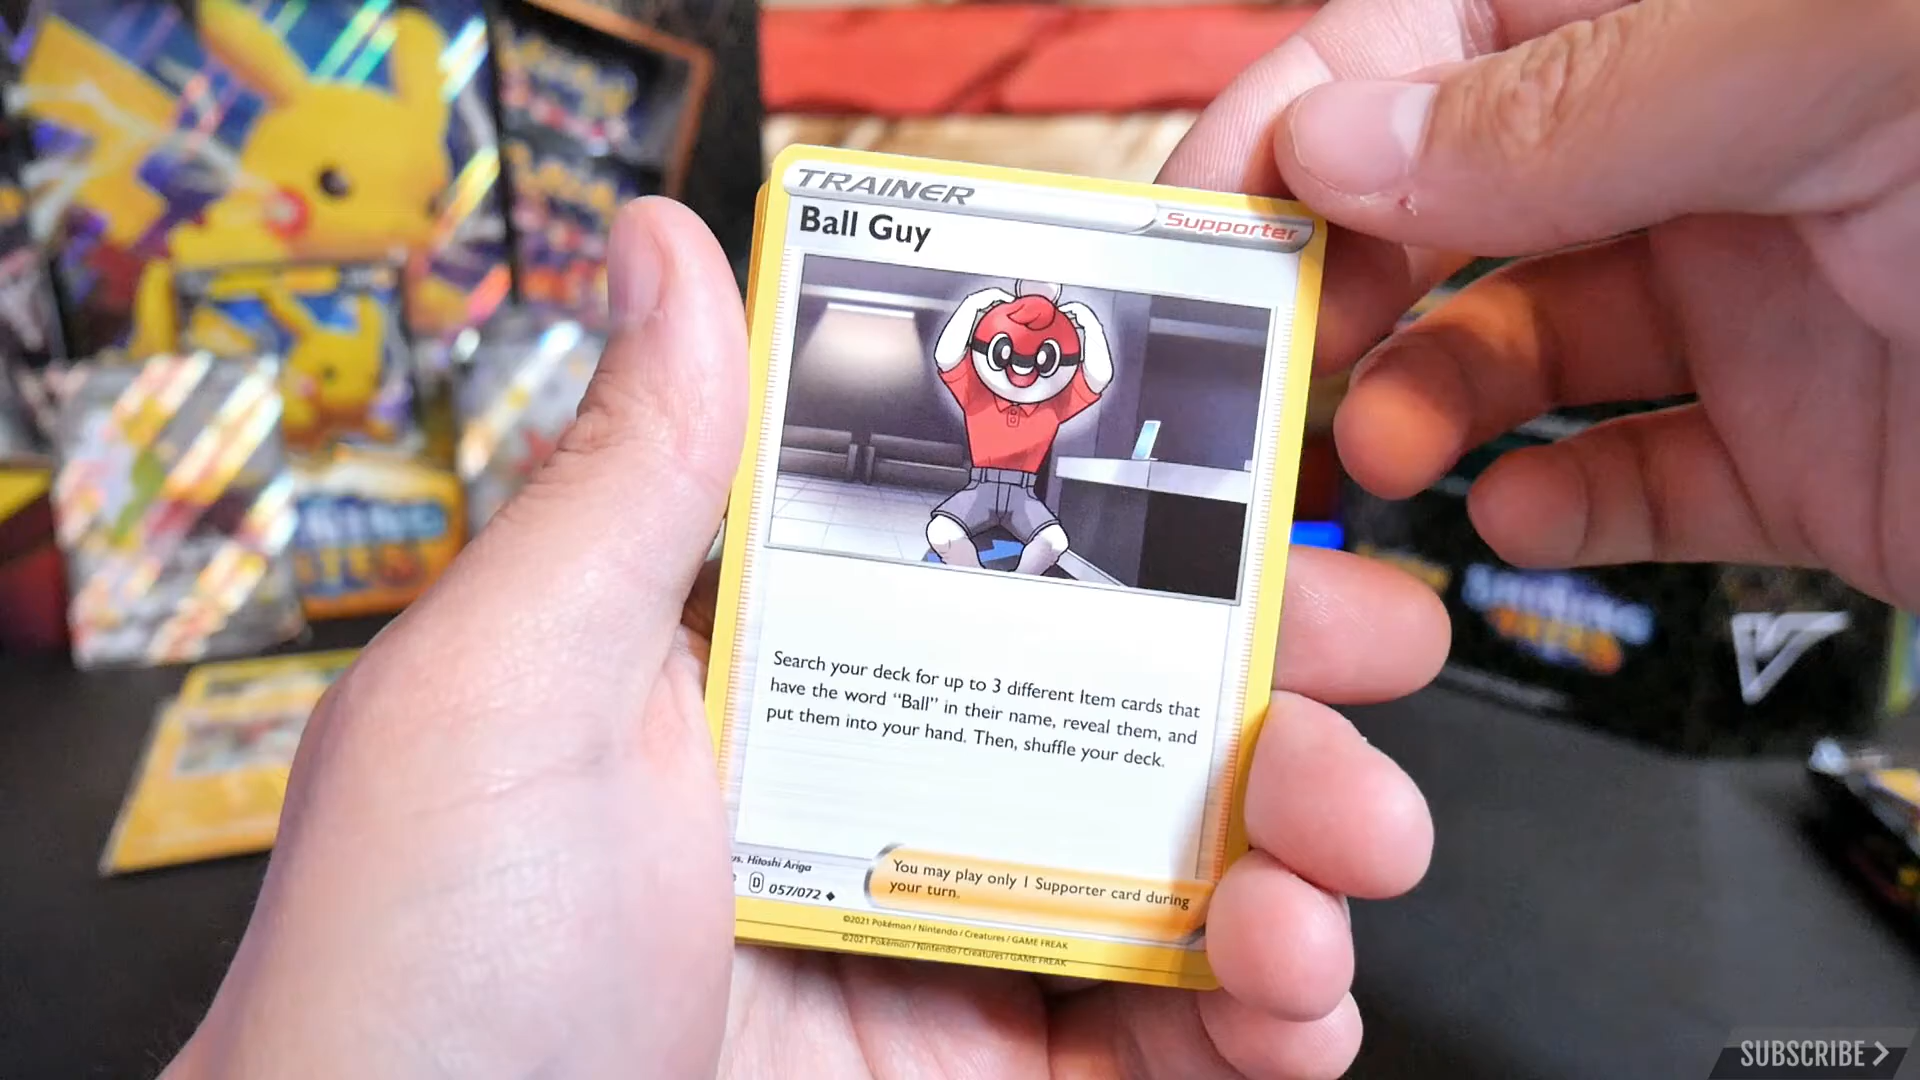 TRAINER
Supporter
Ball Guy
Search your deck for up to 3 different Item cards that
have the word “Ball” in their name, reveal them, and
put them into your hand. Then, shuffle your deck.
us. Hitoshi Ariga
D 057/072
You may play only 1 Supporter card during
your turn.
©2021 Pokémon / Nintendo / Creatures / GAME FREAK
©2021 Pokémon / Nintendo / Creatures / GAME FREAK
SHINING
FATES
SUBSCRIBE